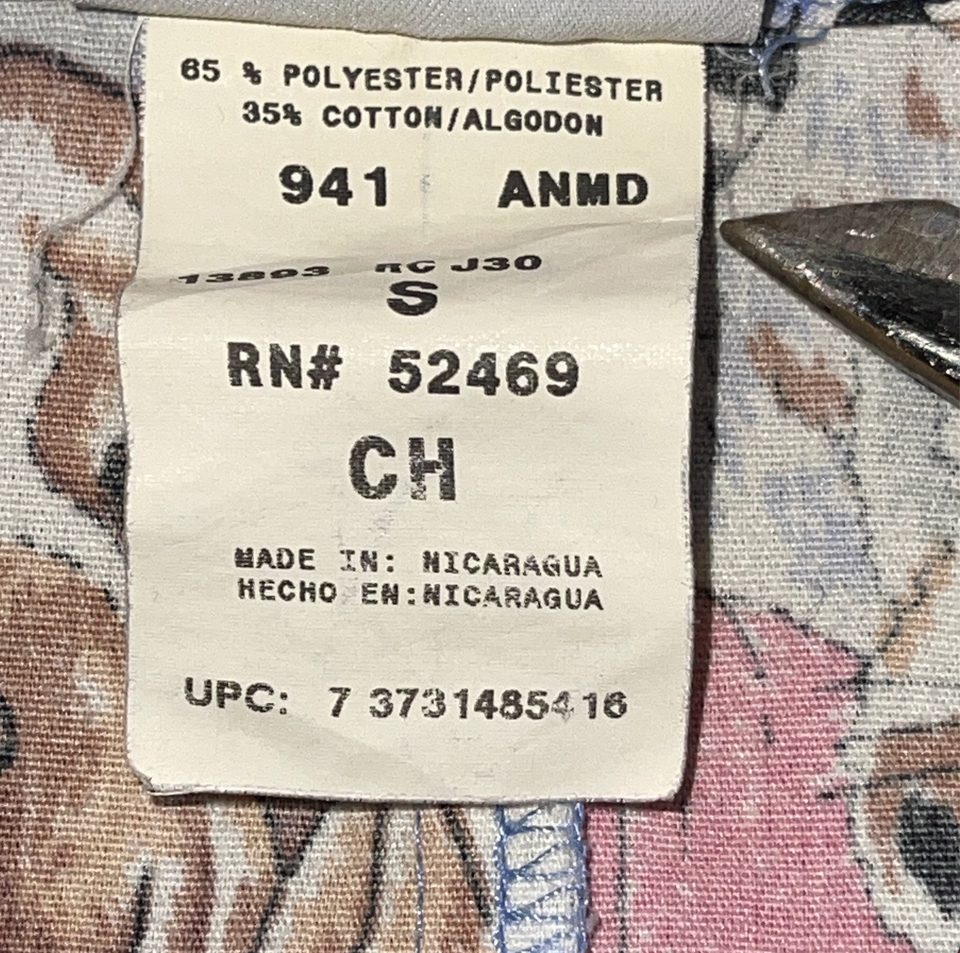 65 % POLYESTER/POLIESTER
35% COTTON/ALGODON
941 ANMD
13803 RC J30
S
RN# 52469
CH
MADE IN: NICARAGUA
HECHO EN:NICARAGUA
UPC: 7 3731485416